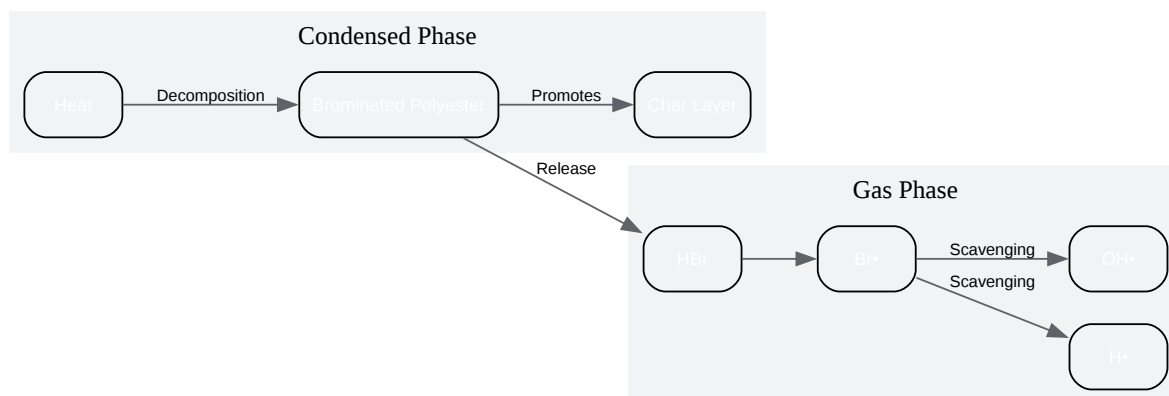 Condensed Phase
Heat
Decomposition
Brominated Polyester
Promotes
Char Layer
Release
Gas Phase
HBr
Br•
Scavenging
OH•
Scavenging
H•